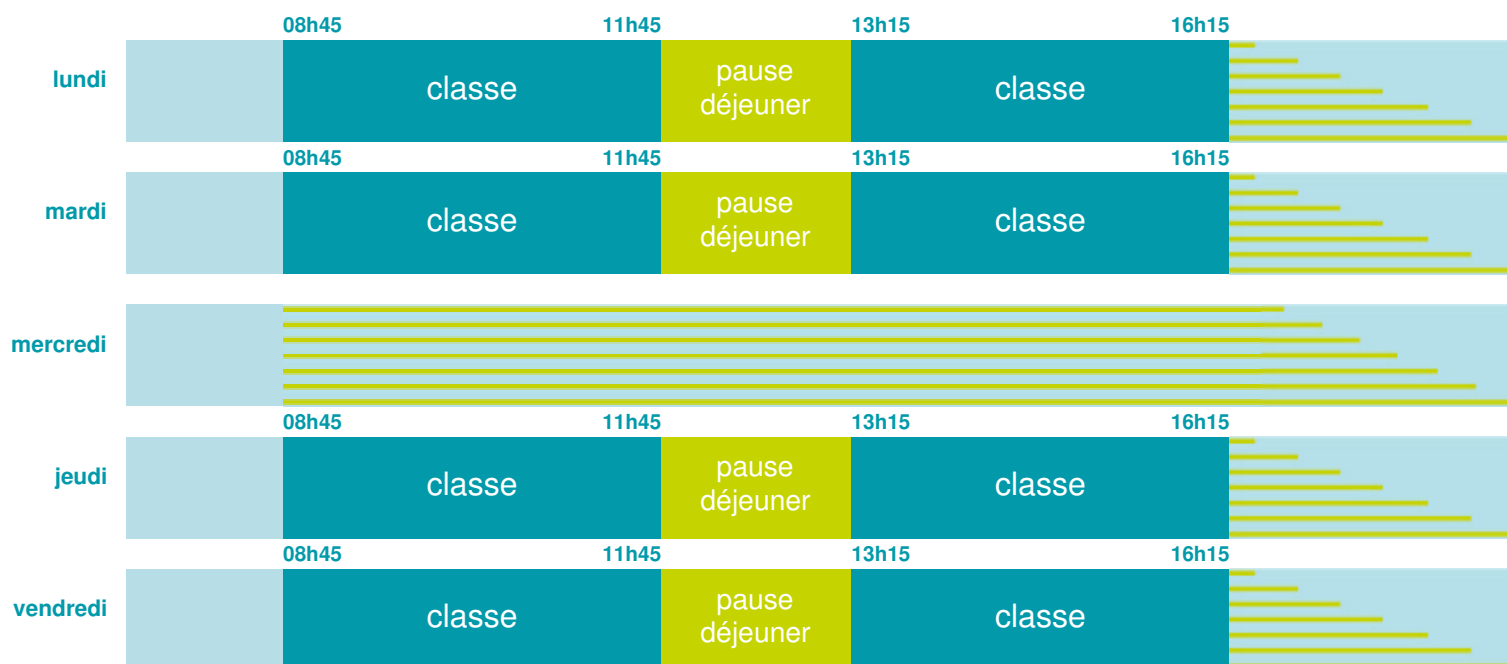 08h45 11h45 13h15 16h15
lundi classe pause déjeuner classe
08h45 11h45 13h15 16h15
mardi classe pause déjeuner classe
mercredi
08h45 11h45 13h15 16h15
jeudi classe pause déjeuner classe
08h45 11h45 13h15 16h15
vendredi classe pause déjeuner classe